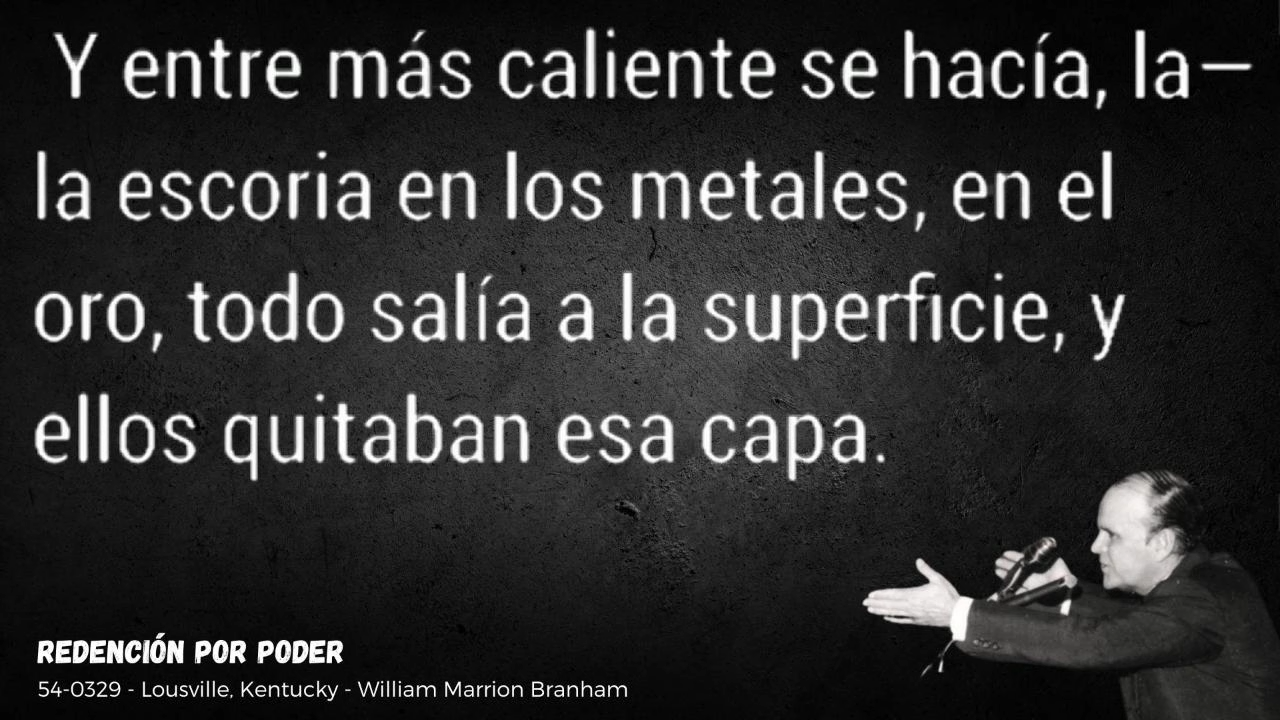 Y entre más caliente se hacía, la—
la escoria en los metales, en el
oro, todo salía a la superficie, y
ellos quitaban esa capa.
REDENCIÓN POR PODER
54-0329 - Lousville, Kentucky - William Marrion Branham